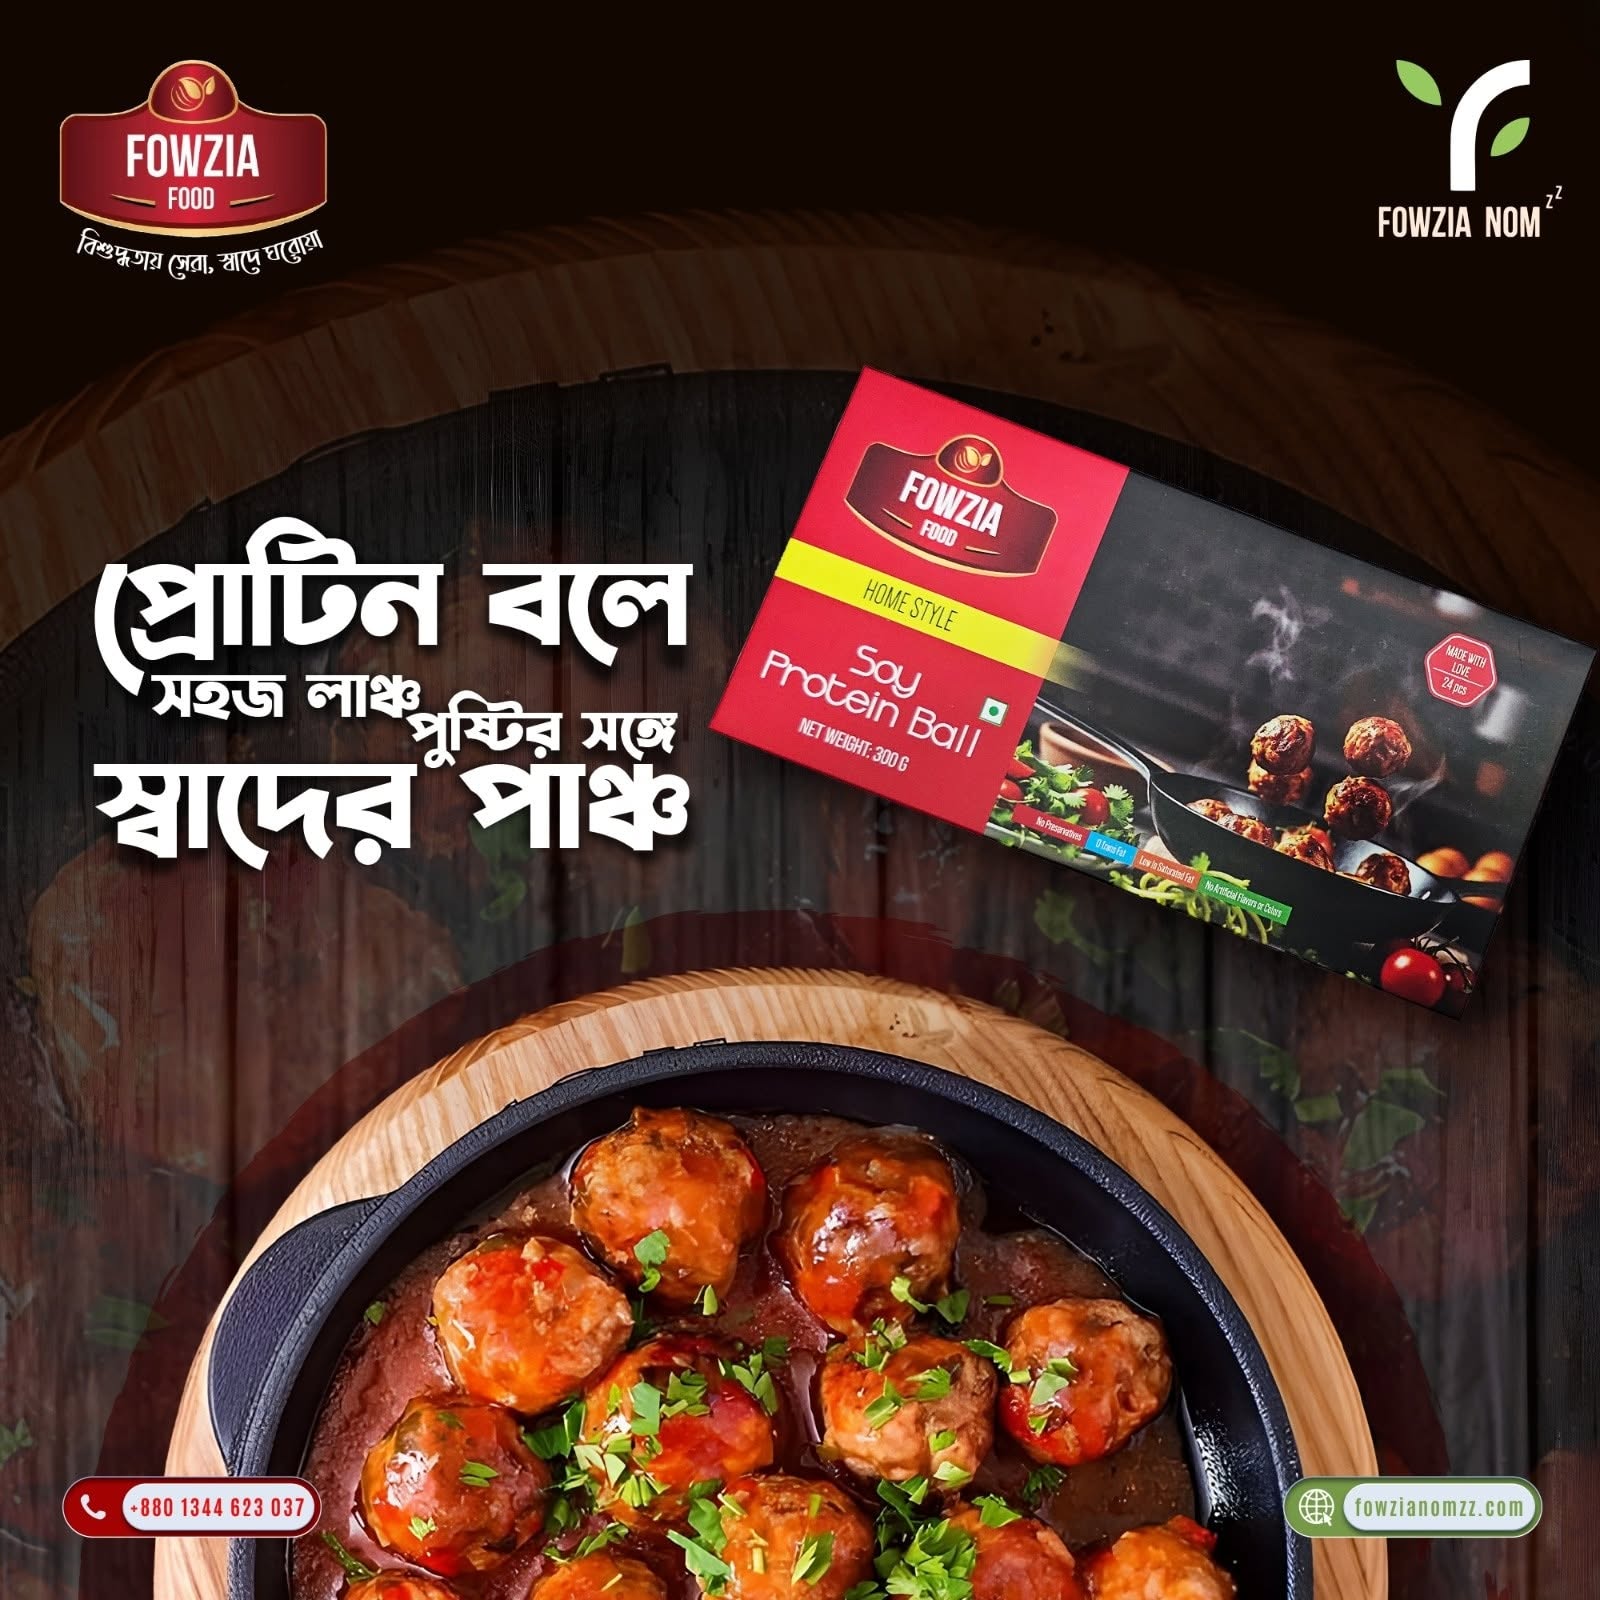 FOWZIA
FOOD
বিশুদ্ধতায় সেরা, স্বাদে ঘরোয়া
FOWZIA NOM zz
প্রোটিন বলে
সহজ লাঞ্চ
পুষ্টির সঙ্গে
স্বাদের পাঞ্চ
FOWZIA
FOOD
HOME STYLE
Soy
Protein Ball
NET WEIGHT: 300 G
MADE WITH
LOVE
24 pcs
No Preservatives
0 Trans Fat
Low In Saturated Fat
No Artificial Flavors or Colors
+880 1344 623 037
fowzianomzz.com